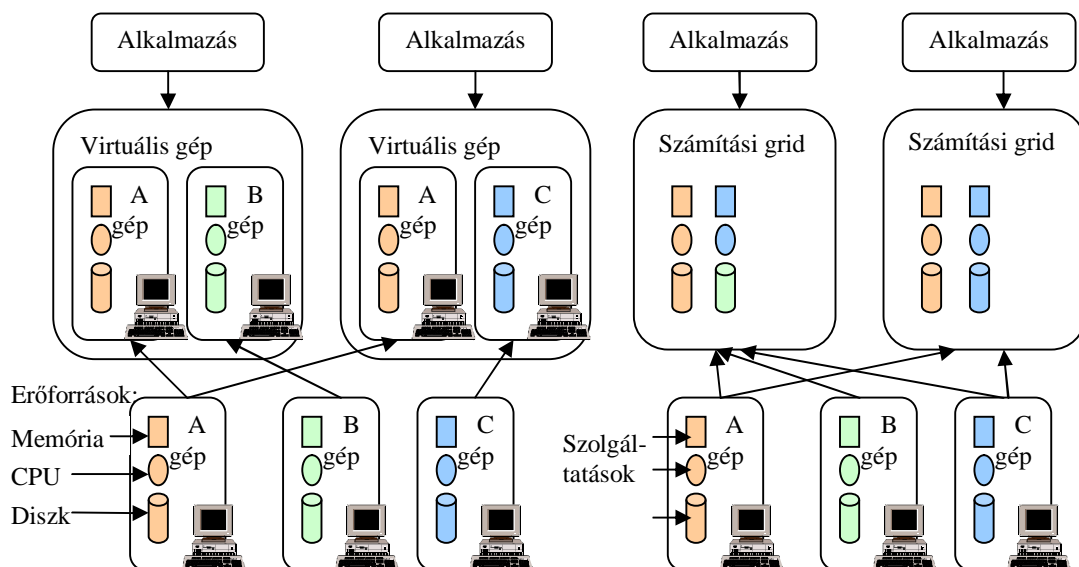 Alkalmazás
Alkalmazás
Alkalmazás
Alkalmazás
Virtuális gép
A
gép
B
gép
Virtuális gép
A
gép
C
gép
Számítási grid
Számítási grid
Erőforrások:
Memória
CPU
Diszk
A
gép
B
gép
C
gép
Szolgál-
tatások
A
gép
B
gép
C
gép